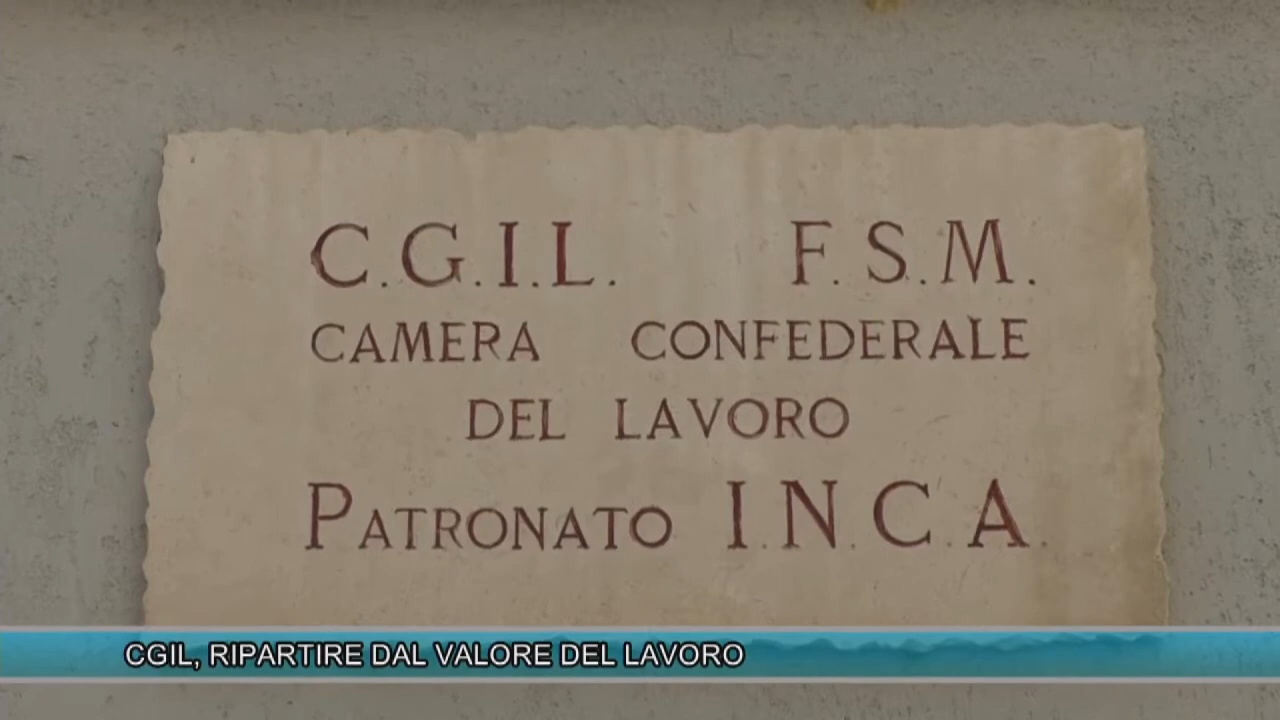 C.G.I.L. F.S.M.
CAMERA CONFEDERALE
DEL LAVORO
PATRONATO I.N.C.A.
CGIL, RIPARTIRE DAL VALORE DEL LAVORO